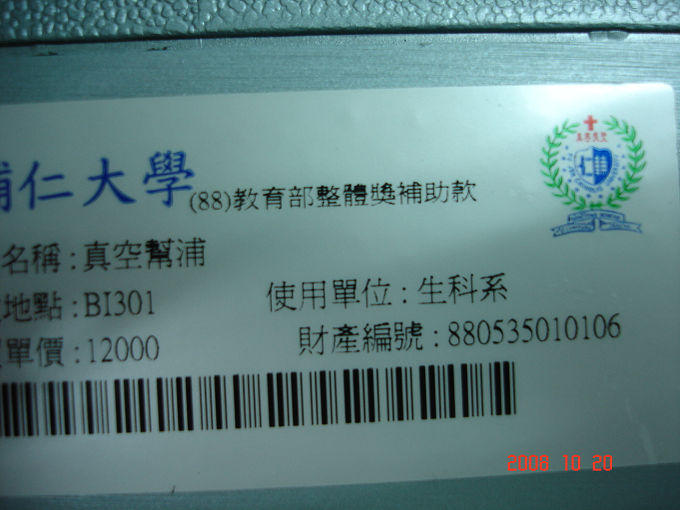 輔仁大學 (88)教育部整體獎補助款
名稱：真空幫浦
地點：BI301 使用單位：生科系
單價：12000 財產編號：880535010106
2008 10 20